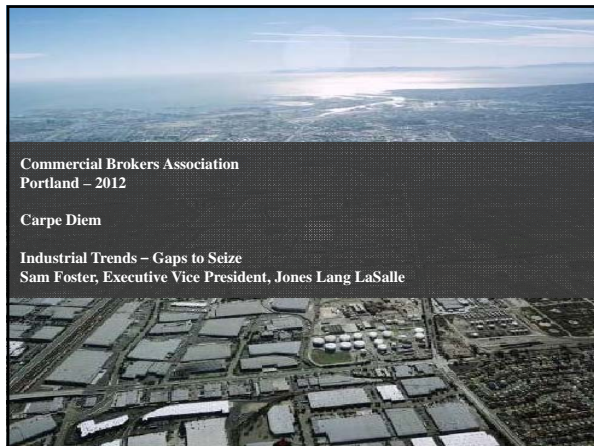 Commercial Brokers Association
Portland – 2012
Carpe Diem
Industrial Trends – Gaps to Seize
Sam Foster, Executive Vice President, Jones Lang LaSalle